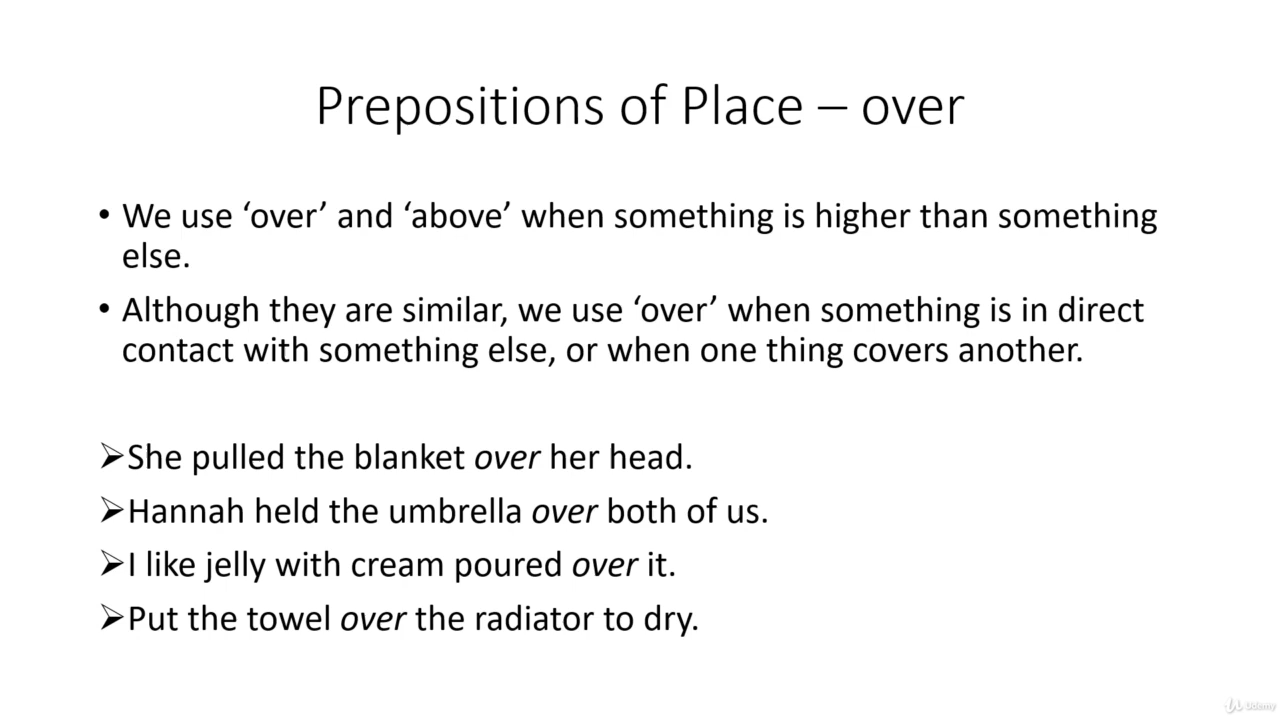 Prepositions of Place – over
• We use ‘over’ and ‘above’ when something is higher than something
else.
• Although they are similar, we use ‘over’ when something is in direct
contact with something else, or when one thing covers another.
➢She pulled the blanket over her head.
➢Hannah held the umbrella over both of us.
➢I like jelly with cream poured over it.
➢Put the towel over the radiator to dry.
Udemy